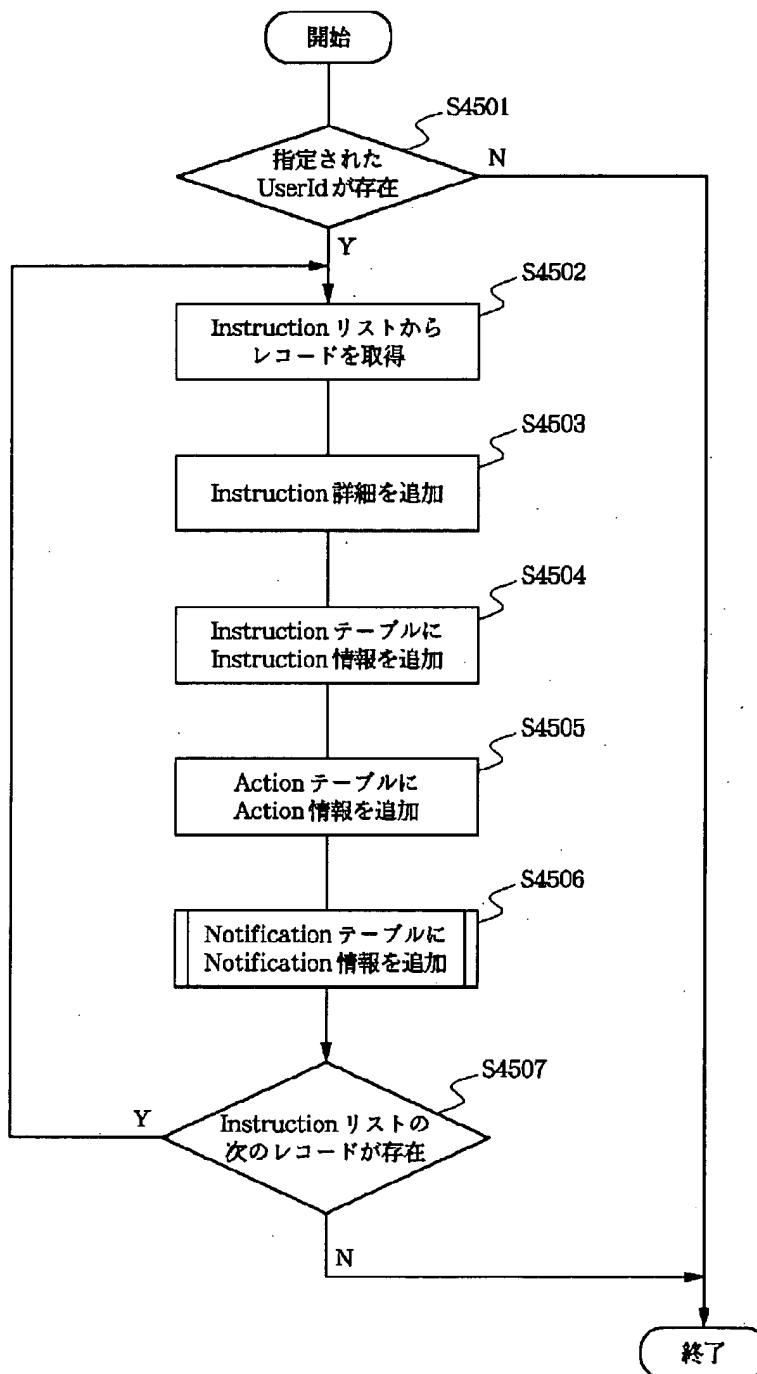 開始
S4501
指定された
UserIdが存在
N
Y
S4502
Instructionリストから
レコードを取得
S4503
Instruction詳細を追加
S4504
Instructionテーブルに
Instruction情報を追加
S4505
Actionテーブルに
Action情報を追加
S4506
Notificationテーブルに
Notification情報を追加
S4507
Y
Instructionリストの
次のレコードが存在
N
終了